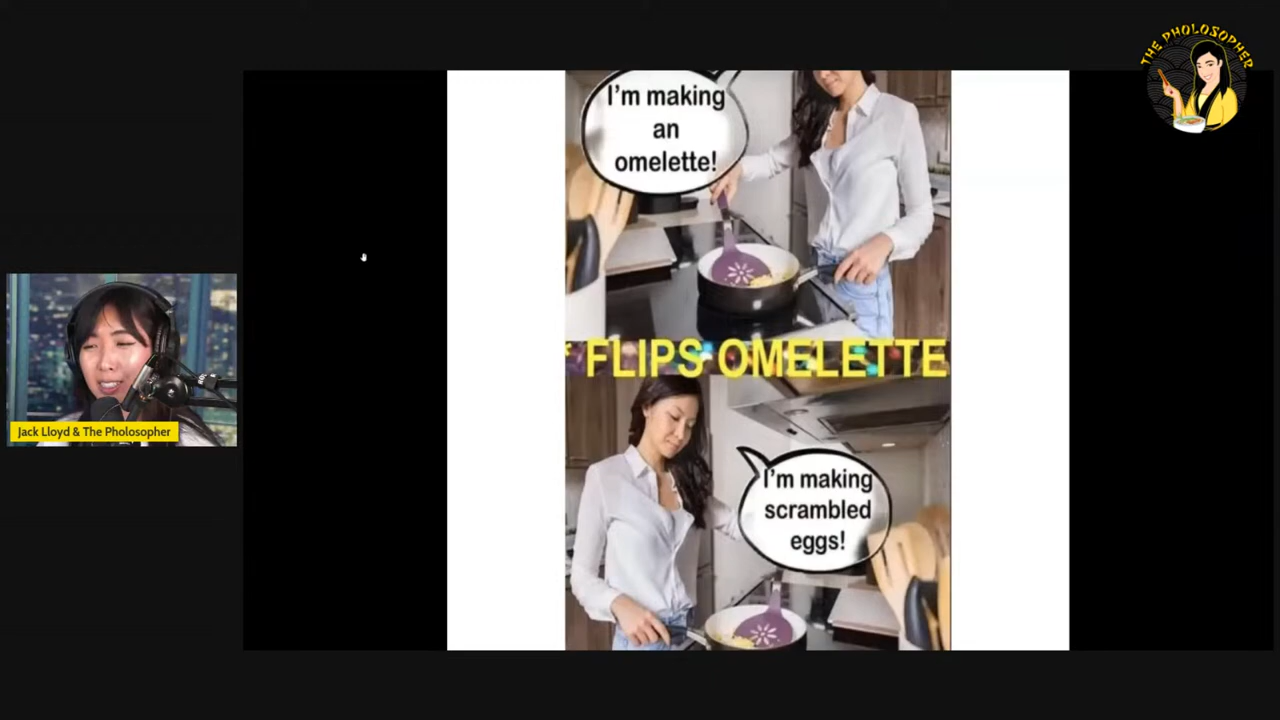 THE PHOLOSOPHER
I'm making
an
omelette!
* FLIPS OMELETTE
I'm making
scrambled
eggs!
Jack Lloyd & The Pholosopher